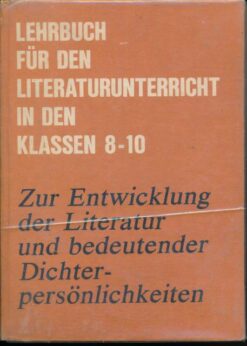 LEHRBUCH
FÜR DEN
LITERATURUNTERRICHT
IN DEN
KLASSEN 8-10
Zur Entwicklung
der Literatur
und bedeutender
Dichter-
persönlichkeiten